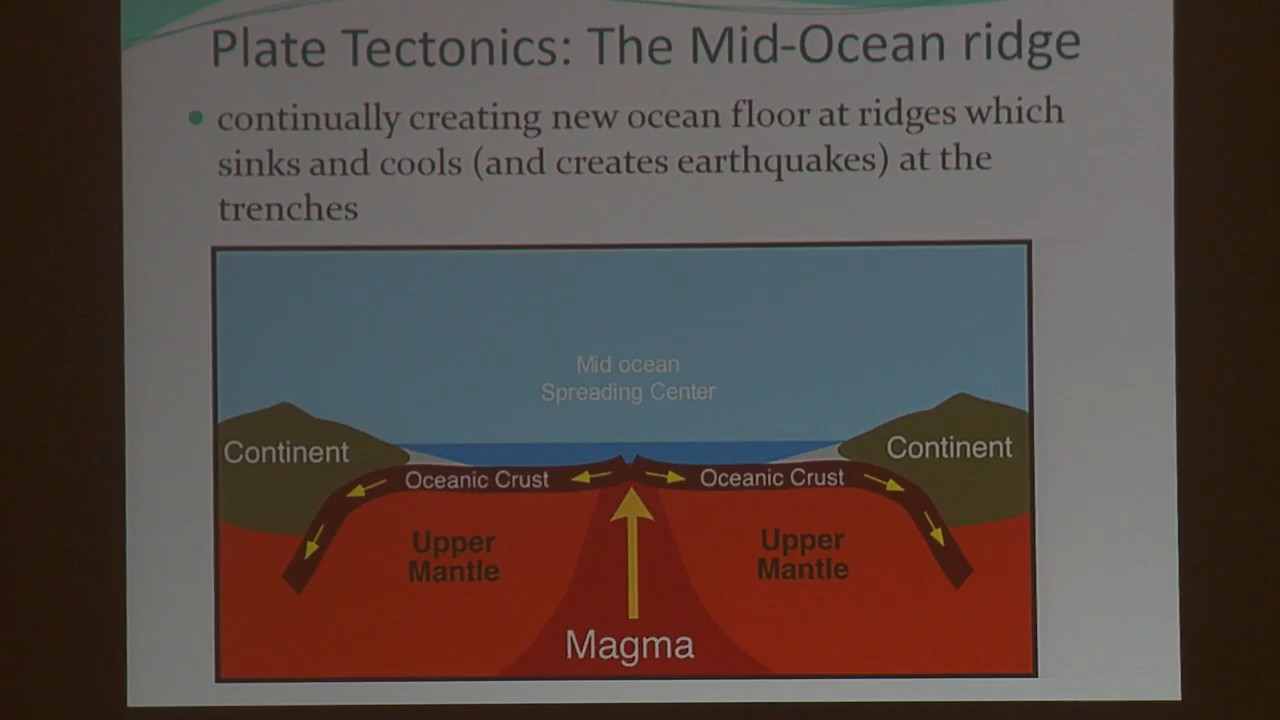 Plate Tectonics: The Mid-Ocean ridge
• continually creating new ocean floor at ridges which
sinks and cools (and creates earthquakes) at the
trenches
Mid ocean
Spreading Center
Continent
Continent
Oceanic Crust
Oceanic Crust
Upper
Mantle
Upper
Mantle
Magma